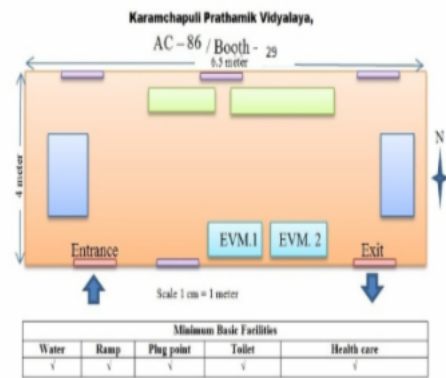 Karamchapuli Prathamik Vidyalaya,
AC – 86 / Booth - 29
6.5 meter
N
4 meter
EVM.1 EVM. 2
Entrance Exit
Scale 1 cm = 1 meter
Minimum Basic Facilities
Water Ramp Plug point Toilet Health care
√ √ √ √ √